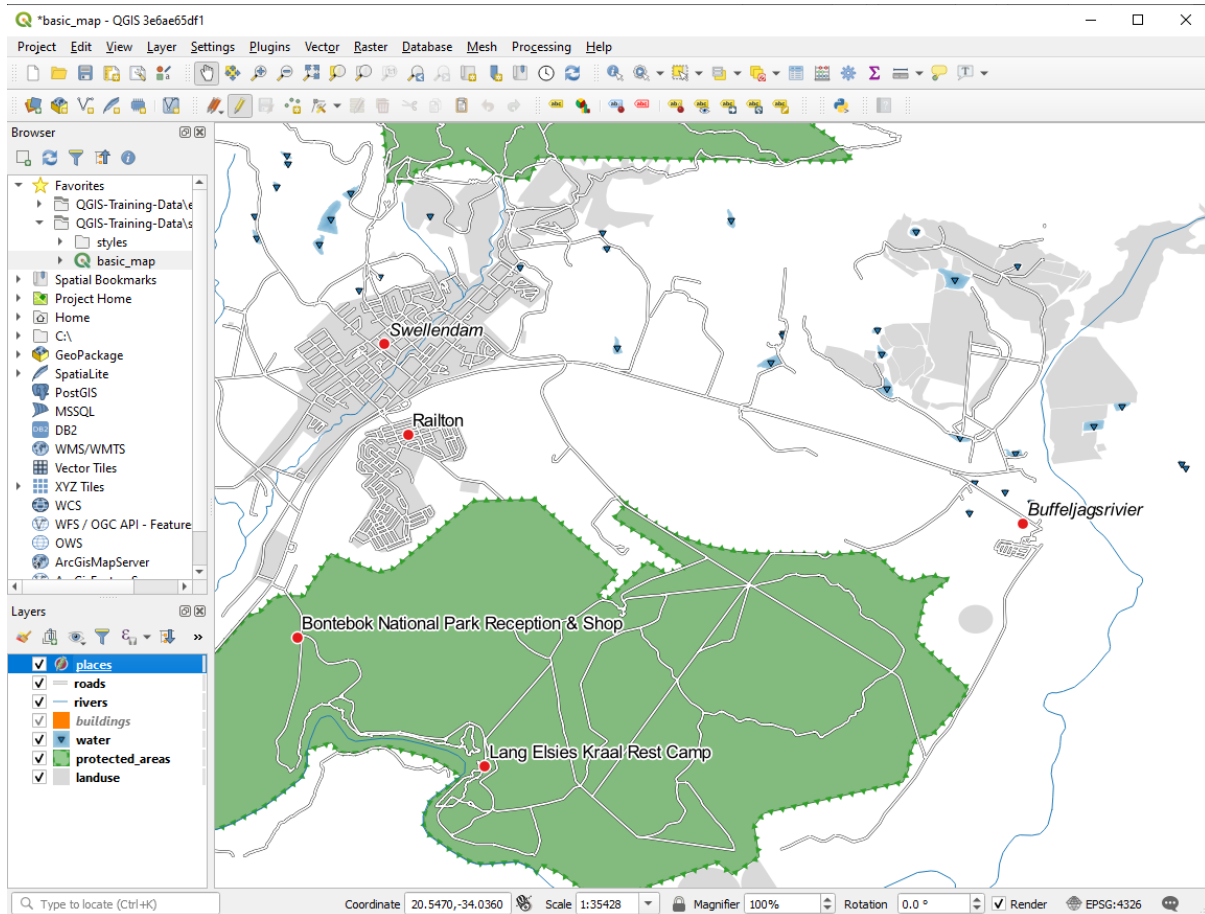 *basic_map - QGIS 3e6ae65df1
Project Edit View Layer Settings Plugins Vector Raster Database Mesh Processing Help
Browser
Favorites
QGIS-Training-Data\e
QGIS-Training-Data\s
styles
basic_map
Spatial Bookmarks
Project Home
Home
C:\
GeoPackage
SpatiaLite
PostGIS
MSSQL
DB2
WMS/WMTS
Vector Tiles
XYZ Tiles
WCS
WFS / OGC API - Feature
OWS
ArcGisMapServer
Layers
places
roads
rivers
buildings
water
protected_areas
landuse
Swellendam
Railton
Buffeljagsrivier
Bontebok National Park Reception & Shop
Lang Elsies Kraal Rest Camp
Type to locate (Ctrl+K) Coordinate 20.5470,-34.0360 Scale 1:35428 Magnifier 100% Rotation 0.0 ° Render EPSG:4326